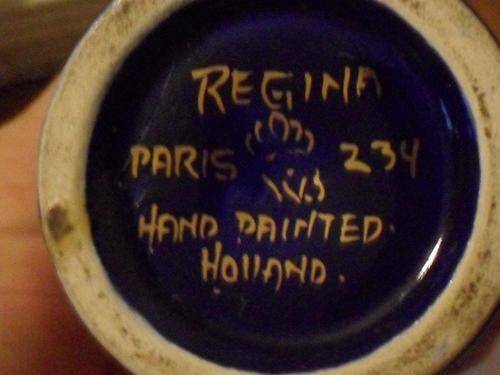 REGINA
PARIS 234
W.J
HAND PAINTED.
HOLLAND.